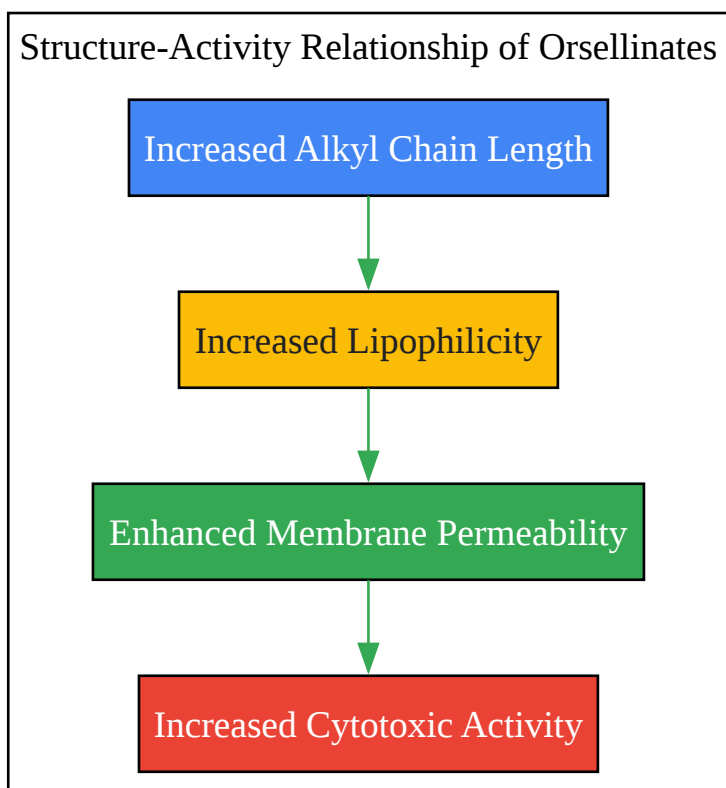 Structure-Activity Relationship of Orsellinates
Increased Alkyl Chain Length
Increased Lipophilicity
Enhanced Membrane Permeability
Increased Cytotoxic Activity